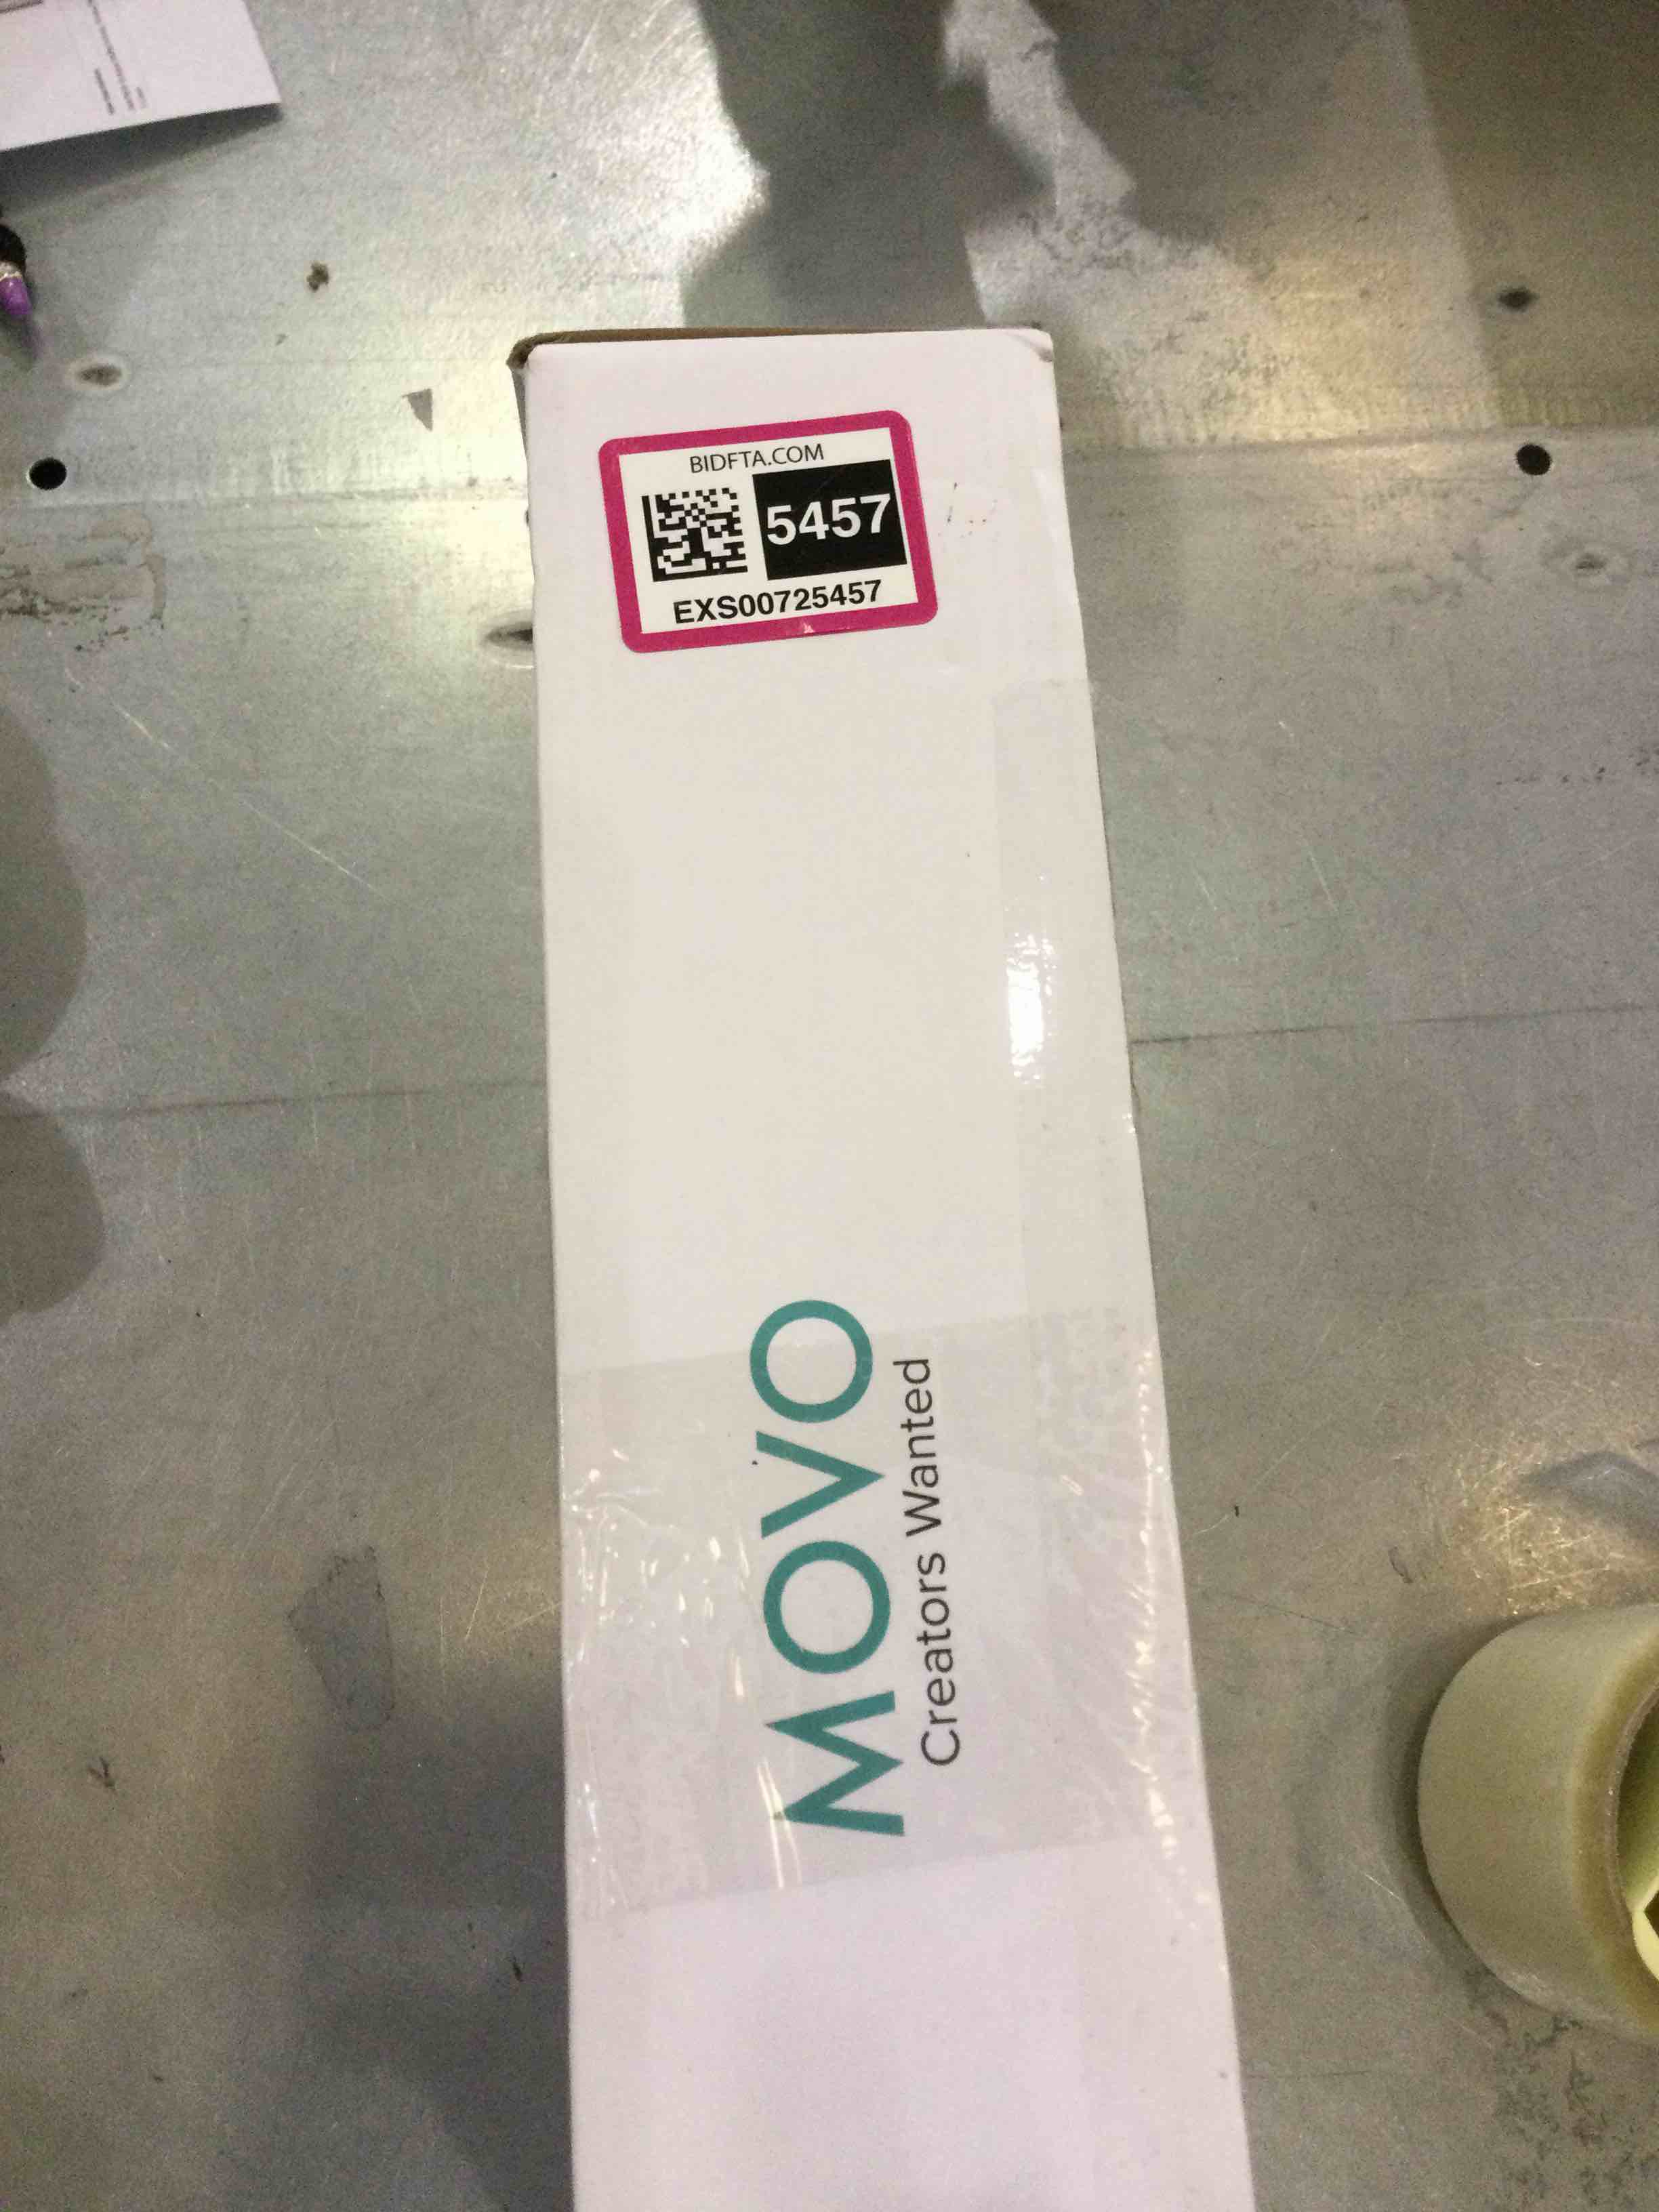 BIDFTA.COM
5457
EXS00725457
MOVO
Creators Wanted